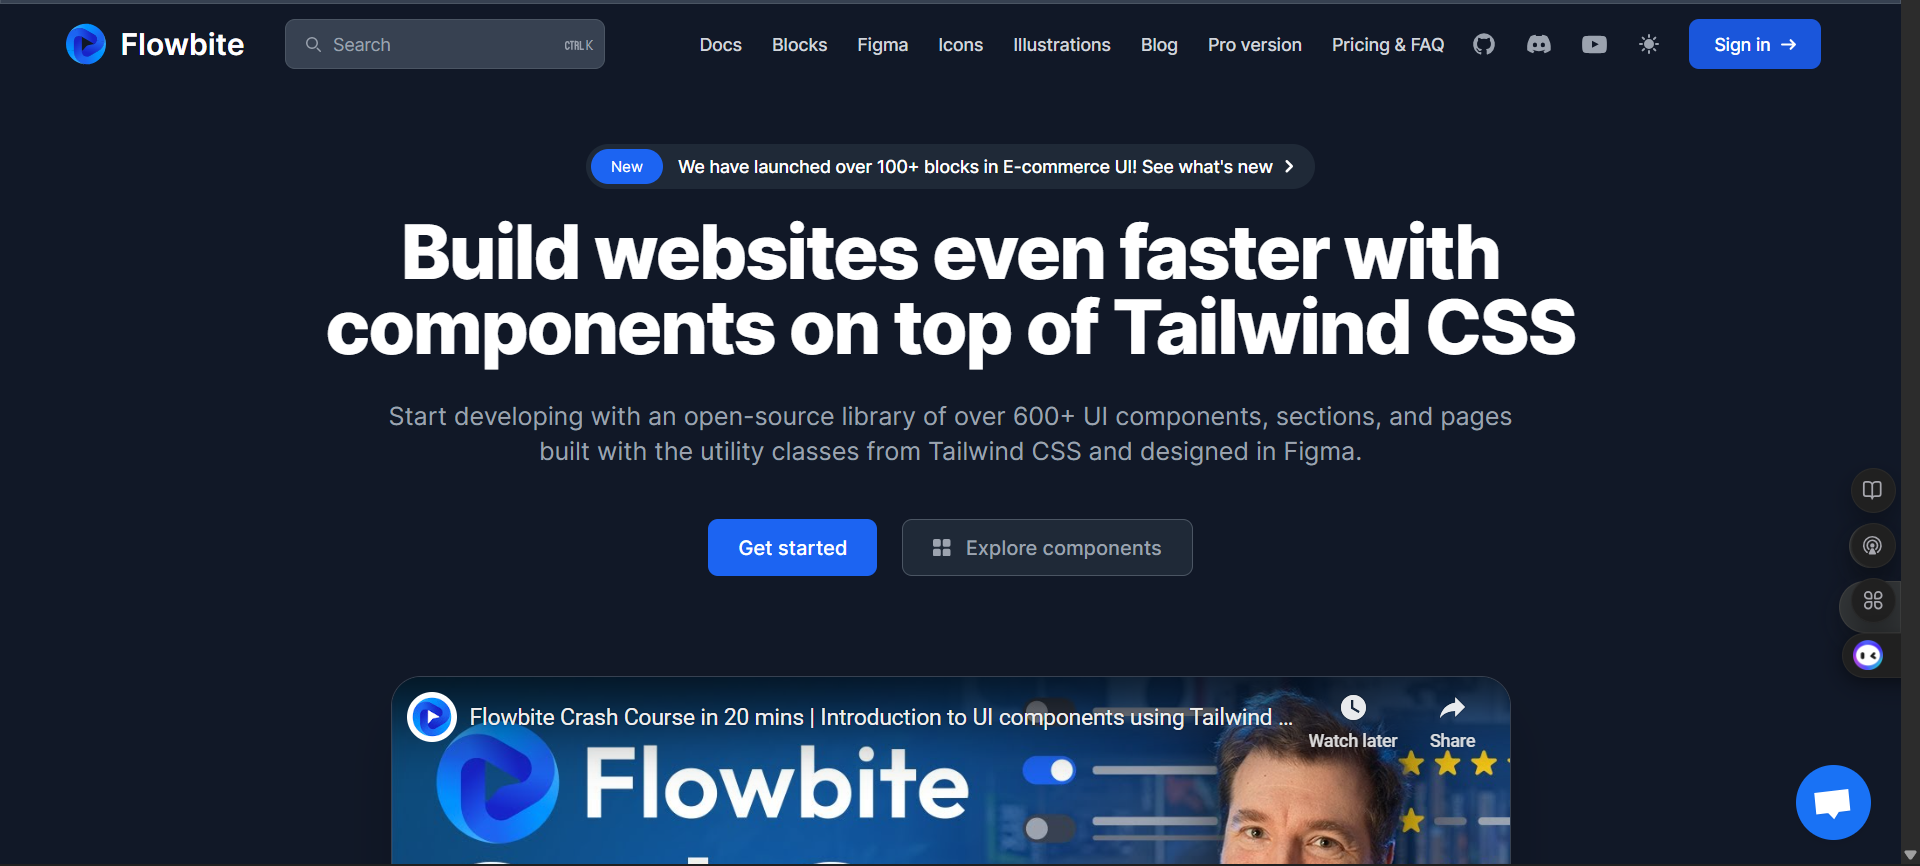 Flowbite
Search
CTRL K
Docs
Blocks
Figma
Icons
Illustrations
Blog
Pro version
Pricing & FAQ
Sign in
New
We have launched over 100+ blocks in E-commerce UI! See what's new
Build websites even faster with
components on top of Tailwind CSS
Start developing with an open-source library of over 600+ UI components, sections, and pages
built with the utility classes from Tailwind CSS and designed in Figma.
Get started
Explore components
Flowbite Crash Course in 20 mins | Introduction to UI components using Tailwind ...
Watch later
Share
Flowbite